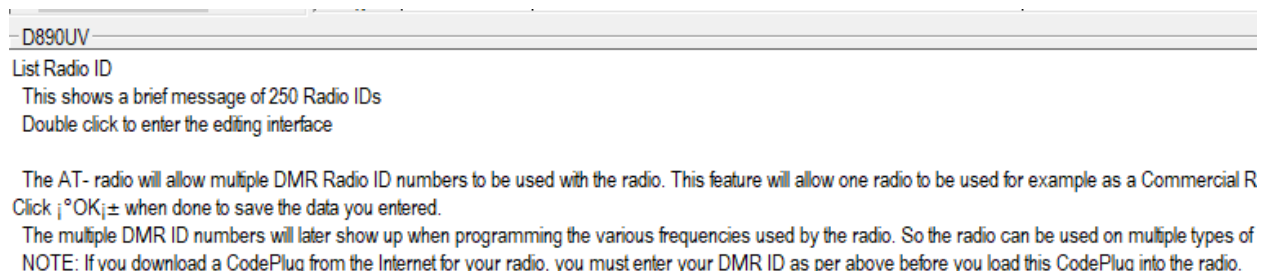 D890UV
List Radio ID
This shows a brief message of 250 Radio IDs
Double click to enter the editing interface
The AT- radio will allow multiple DMR Radio ID numbers to be used with the radio. This feature will allow one radio to be used for example as a Commercial R
Click ¡°OK¡± when done to save the data you entered.
The multiple DMR ID numbers will later show up when programming the various frequencies used by the radio. So the radio can be used on multiple types of
NOTE: If you download a CodePlug from the Internet for your radio, you must enter your DMR ID as per above before you load this CodePlug into the radio.